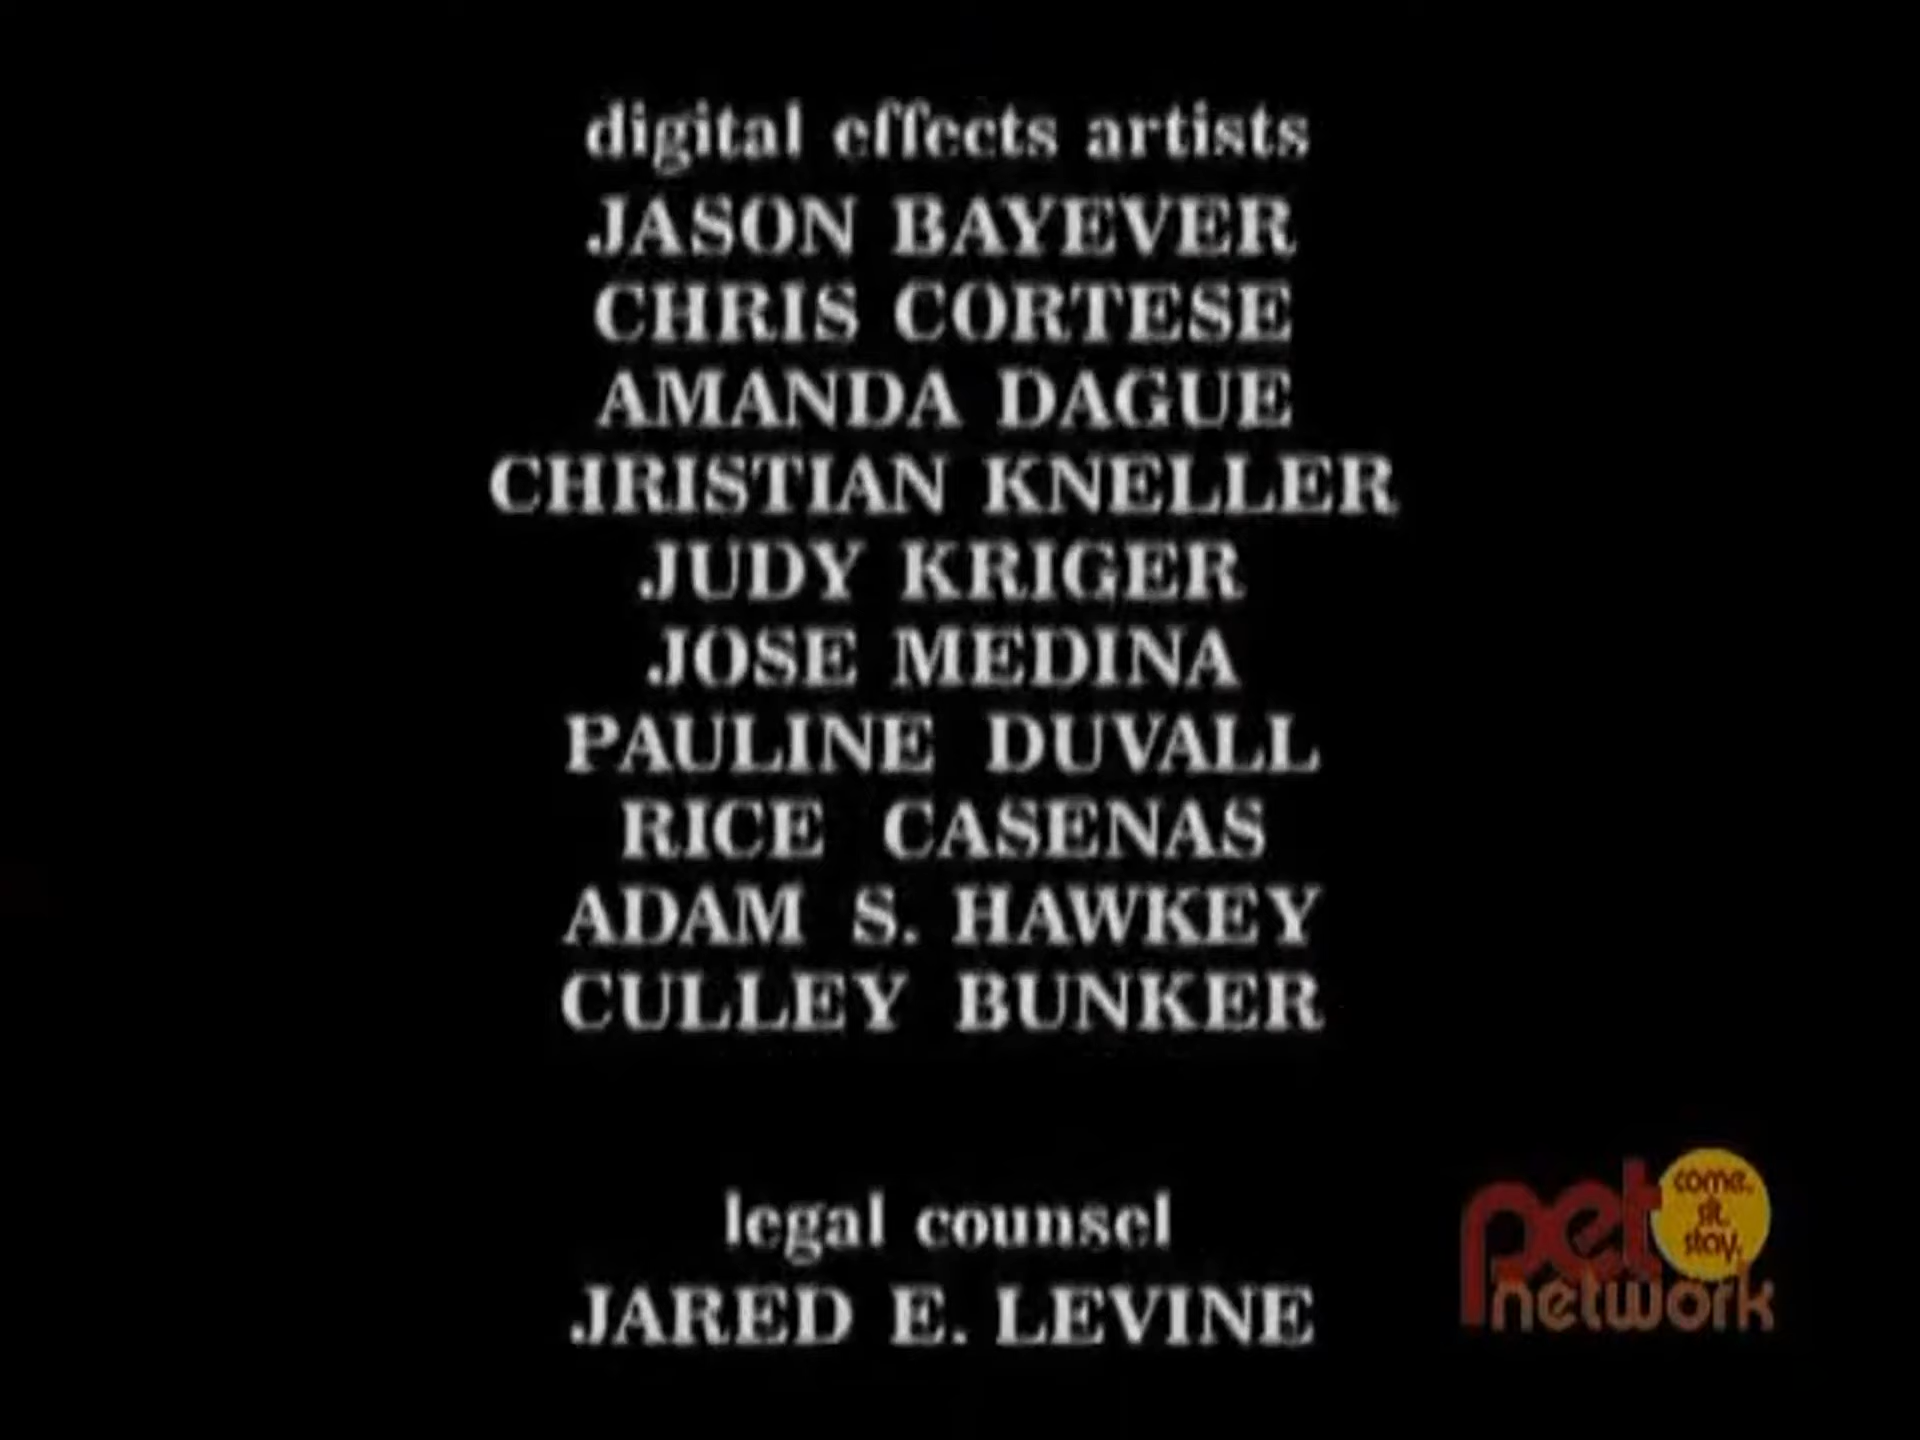 digital effects artists
JASON BAYEVER
CHRIS CORTESE
AMANDA DAGUE
CHRISTIAN KNELLER
JUDY KRIGER
JOSE MEDINA
PAULINE DUVALL
RICE CASENAS
ADAM S. HAWKEY
CULLEY BUNKER
legal counsel
JARED E. LEVINE
pet
network
come.
sit.
stay.